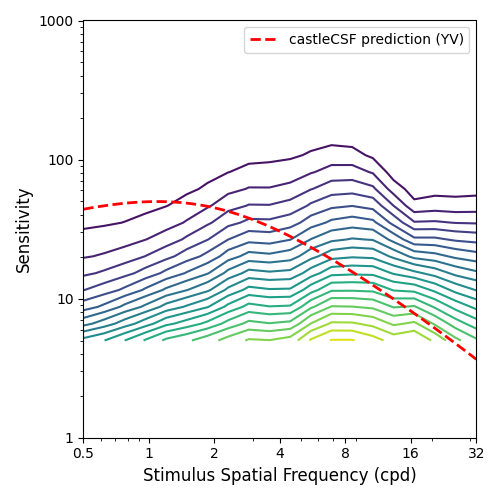 1000
castleCSF prediction (YV)
100
Sensitivity
10
1
0.5 1 2 4 8 16 32
Stimulus Spatial Frequency (cpd)